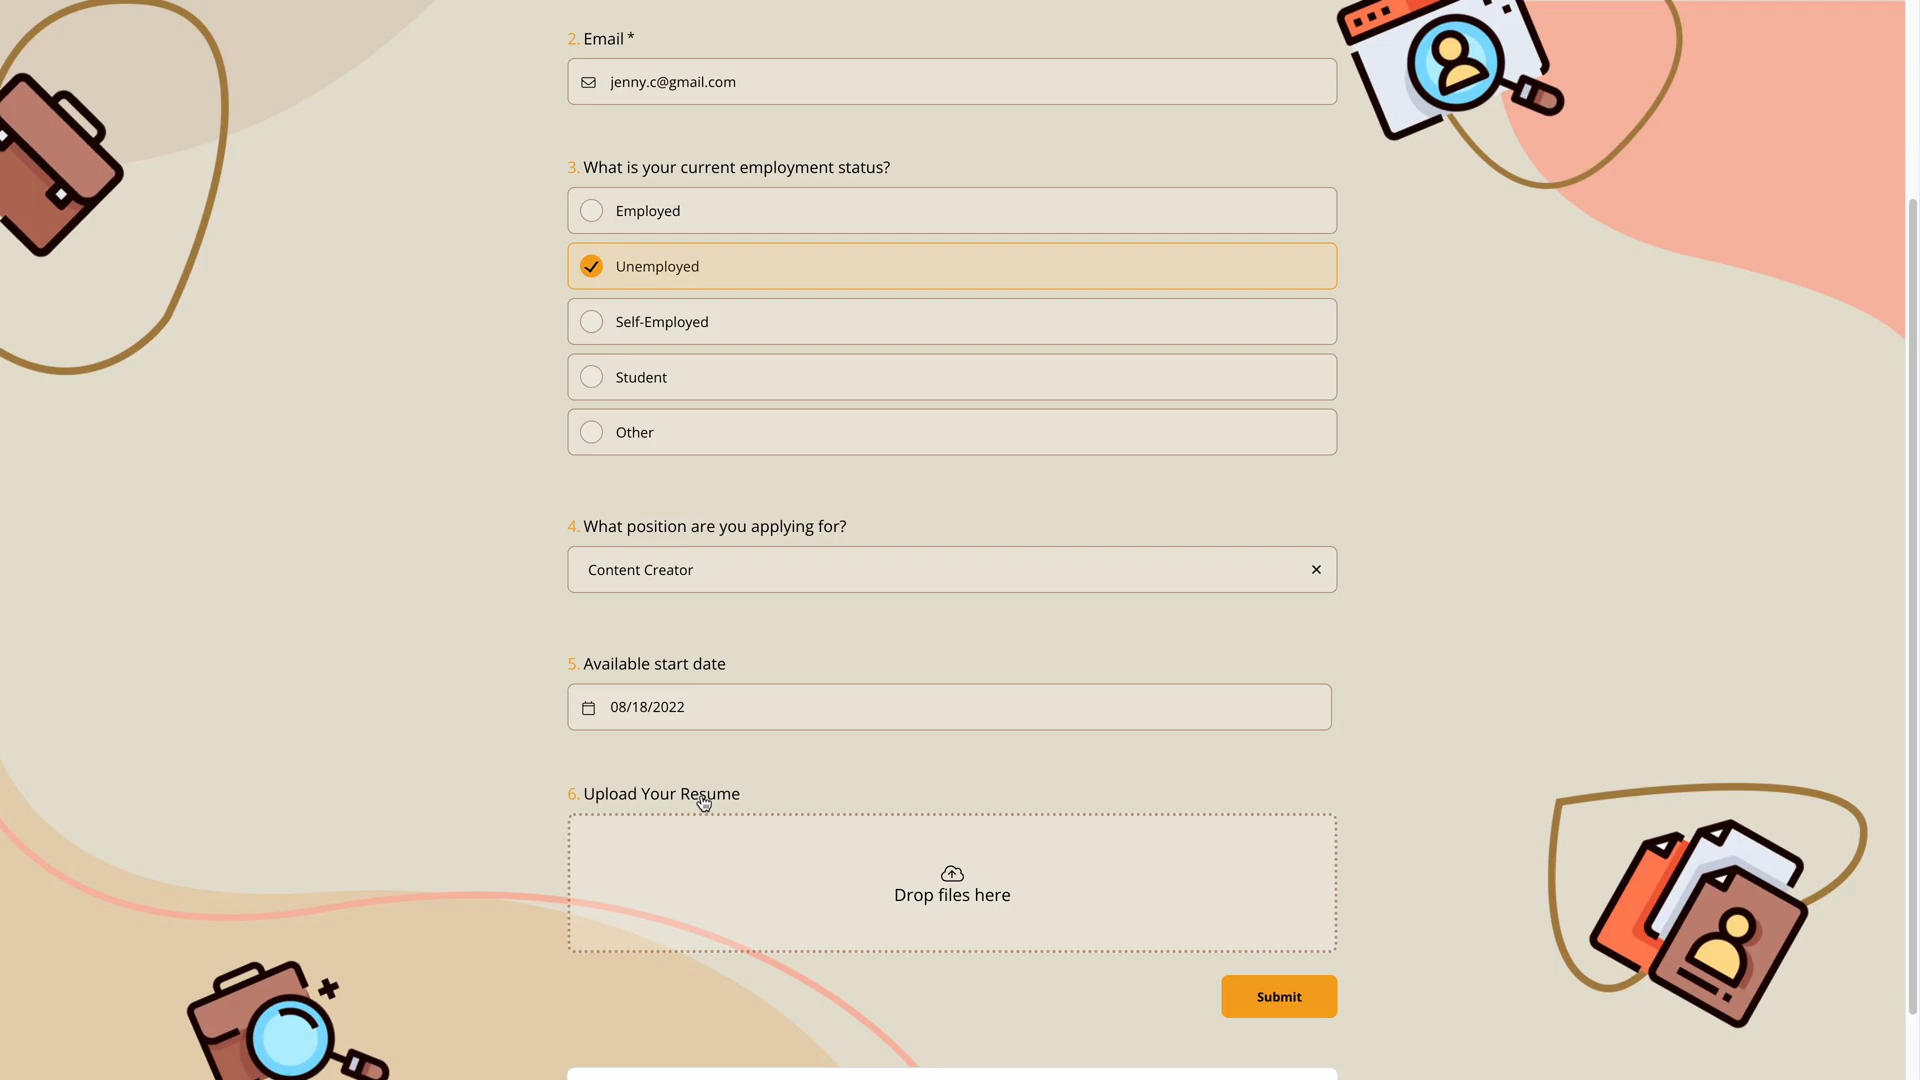 2. Email *
jenny.c@gmail.com
3. What is your current employment status?
Employed
Unemployed
Self-Employed
Student
Other
4. What position are you applying for?
Content Creator
5. Available start date
08/18/2022
6. Upload Your Resume
Drop files here
Submit